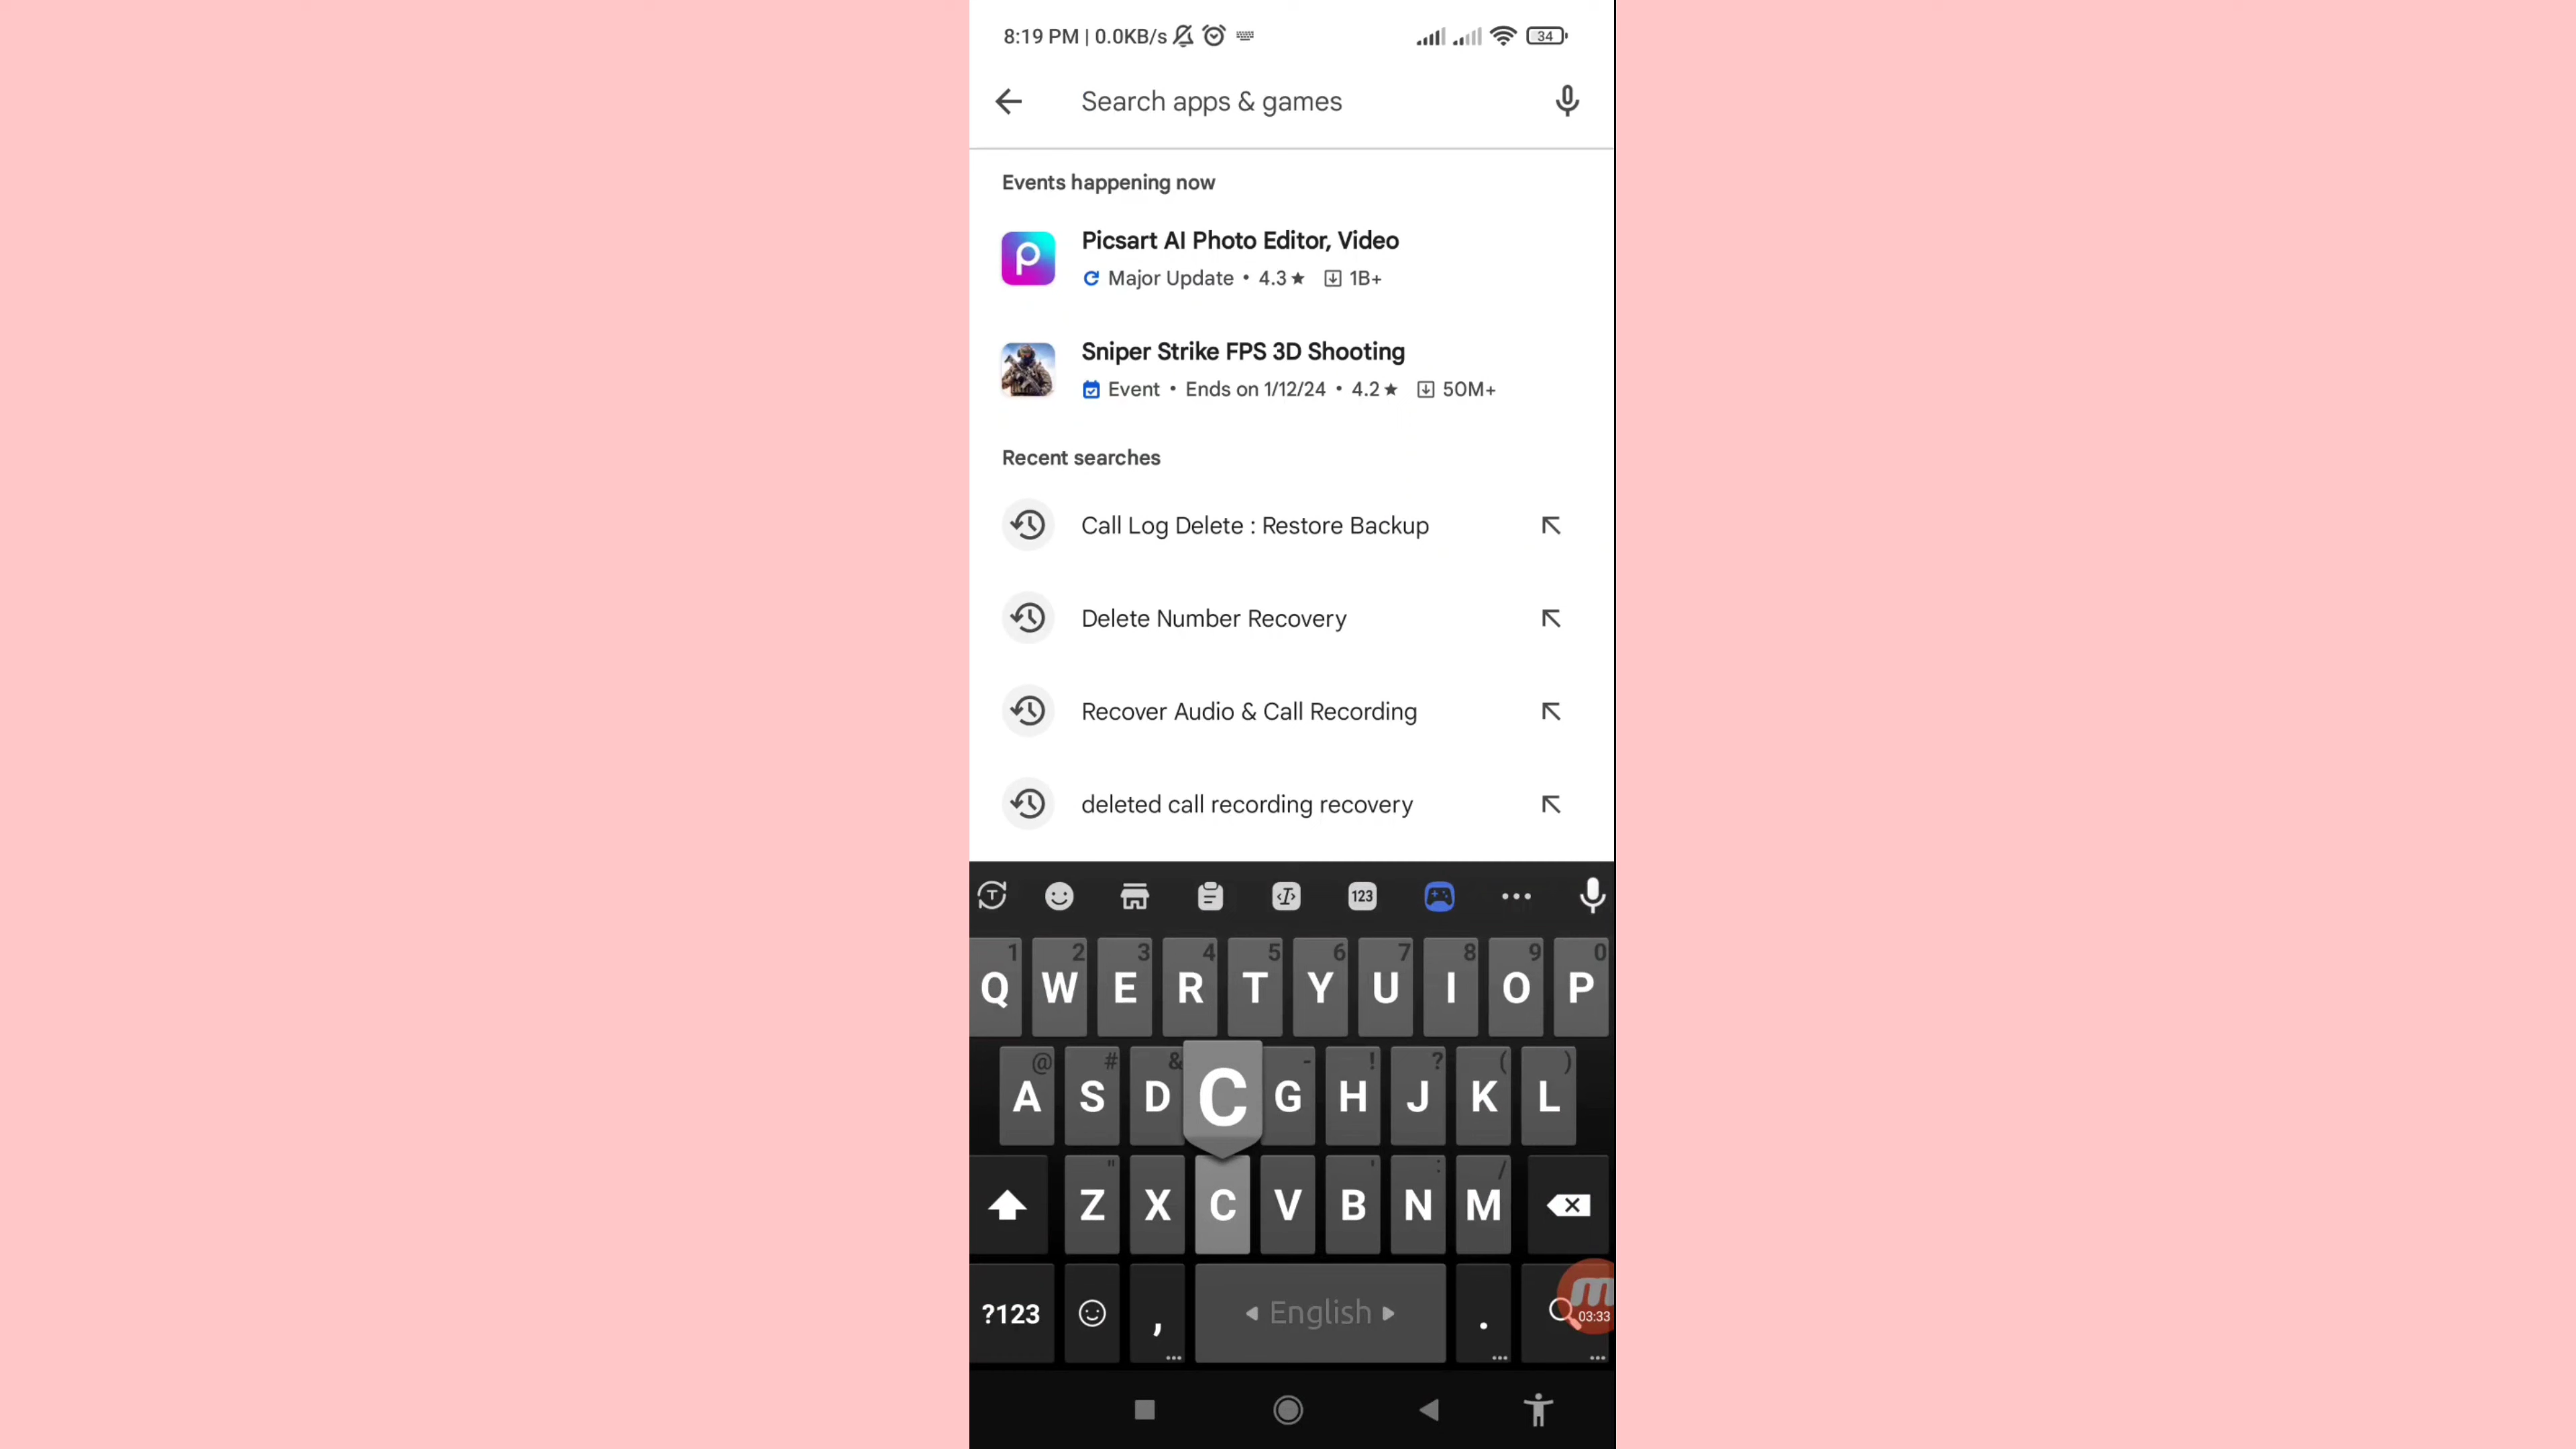 8:19 PM | 0.0KB/s
34
Search apps & games
Events happening now
Picsart AI Photo Editor, Video
Major Update • 4.3★ 1B+
Sniper Strike FPS 3D Shooting
Event • Ends on 1/12/24 • 4.2★ 50M+
Recent searches
Call Log Delete : Restore Backup
Delete Number Recovery
Recover Audio & Call Recording
deleted call recording recovery
123
1 2 3 4 5 6 7 8 9 0
Q W E R T Y U I O P
@ # & - ! ? ( )
A S D C G H J K L
" ' : /
Z X C V B N M
?123 , English . 03:33